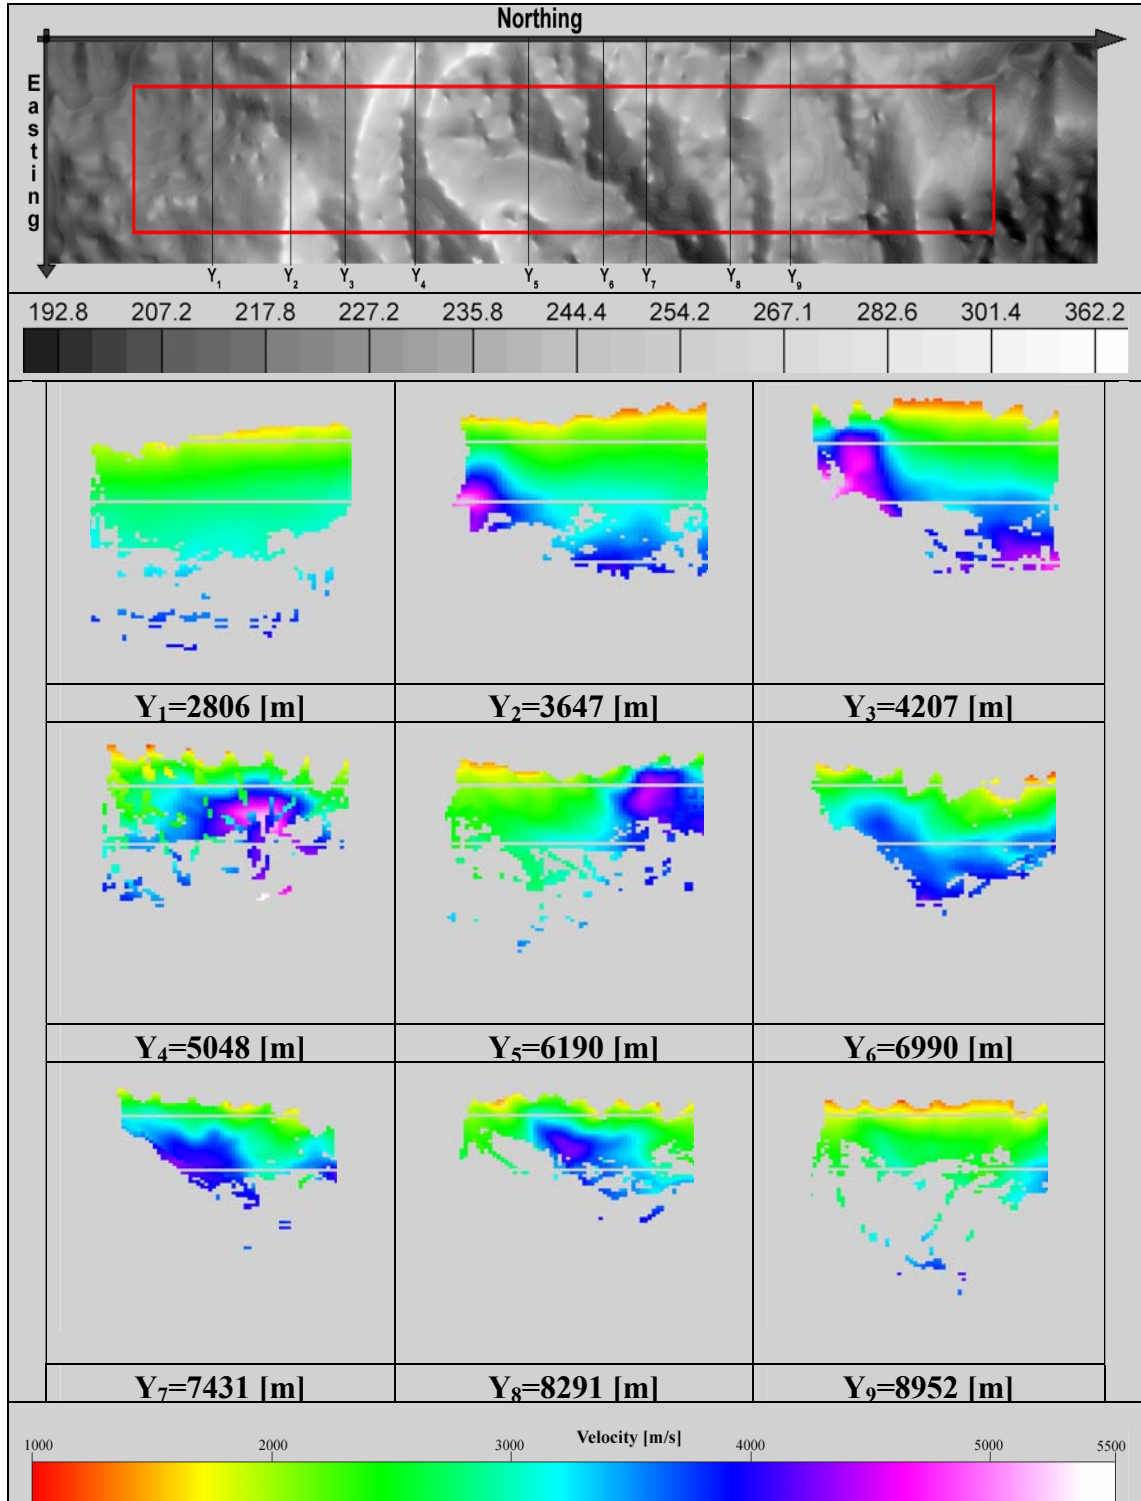 Northing
Easting
Y₁ Y₂ Y₃ Y₄ Y₅ Y₆ Y₇ Y₈ Y₉
192.8 207.2 217.8 227.2 235.8 244.4 254.2 267.1 282.6 301.4 362.2
Y₁=2806 [m] Y₂=3647 [m] Y₃=4207 [m]
Y₄=5048 [m] Y₅=6190 [m] Y₆=6990 [m]
Y₇=7431 [m] Y₈=8291 [m] Y₉=8952 [m]
Velocity [m/s]
1000 2000 3000 4000 5000 5500